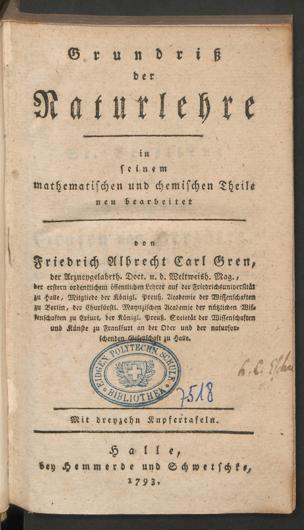 Grundriß
der
Naturlehre
in
seinem
mathematischen und chemischen Theile
neu bearbeitet
von
Friedrich Albrecht Carl Gren,
der Arzneygelahrth. Doct. u. d. Weltweish. Mag.,
der erstern ordentlichem öffentlichen Lehrer auf der Friedrichsuniversität
zu Halle, Mitgliede der Königl. Preuß. Academie der Wissenschaften
zu Berlin, der Churfürstl. Maynzischen Academie der nützlichen Wis-
senschaften zu Erfurt, der Königl. Preuß. Societät der Wissenschaften
und Künste zu Frankfurt an der Oder und der naturfor-
schenden Gesellschaft zu Halle.
EIDGEN. POLYTECHN. SCHULE
BIBLIOTHEK
7518
Mit dreyzehn Kupfertafeln.
Halle,
bey Hemmerde und Schwetschke,
1793.